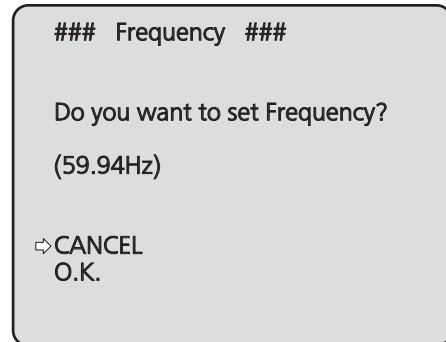 ### Frequency ###
Do you want to set Frequency?
(59.94Hz)
⇨CANCEL
O.K.